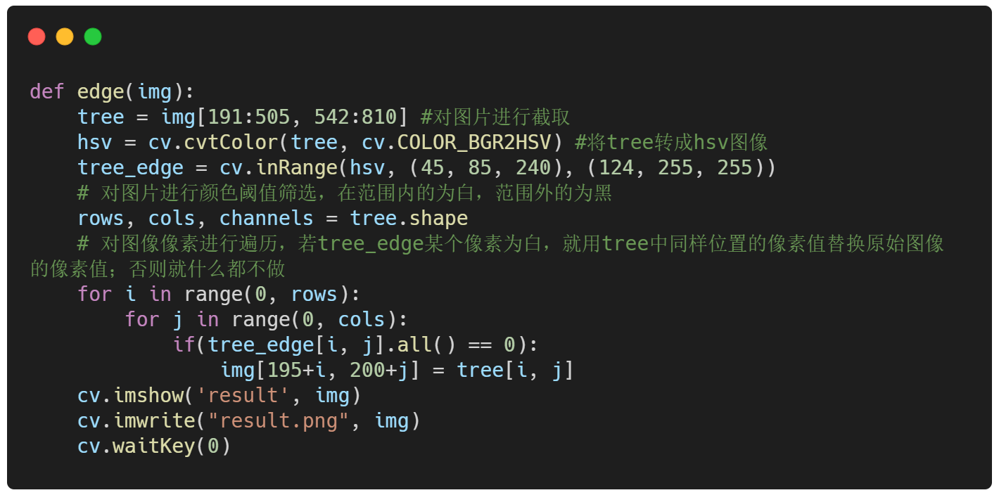 def edge(img):
    tree = img[191:505, 542:810] #对图片进行截取
    hsv = cv.cvtColor(tree, cv.COLOR_BGR2HSV) #将tree转成hsv图像
    tree_edge = cv.inRange(hsv, (45, 85, 240), (124, 255, 255))
    # 对图片进行颜色阈值筛选，在范围内的为白，范围外的为黑
    rows, cols, channels = tree.shape
    # 对图像像素进行遍历，若tree_edge某个像素为白，就用tree中同样位置的像素值替换原始图像
的像素值；否则就什么都不做
    for i in range(0, rows):
        for j in range(0, cols):
            if(tree_edge[i, j].all() == 0):
                img[195+i, 200+j] = tree[i, j]
    cv.imshow('result', img)
    cv.imwrite("result.png", img)
    cv.waitKey(0)